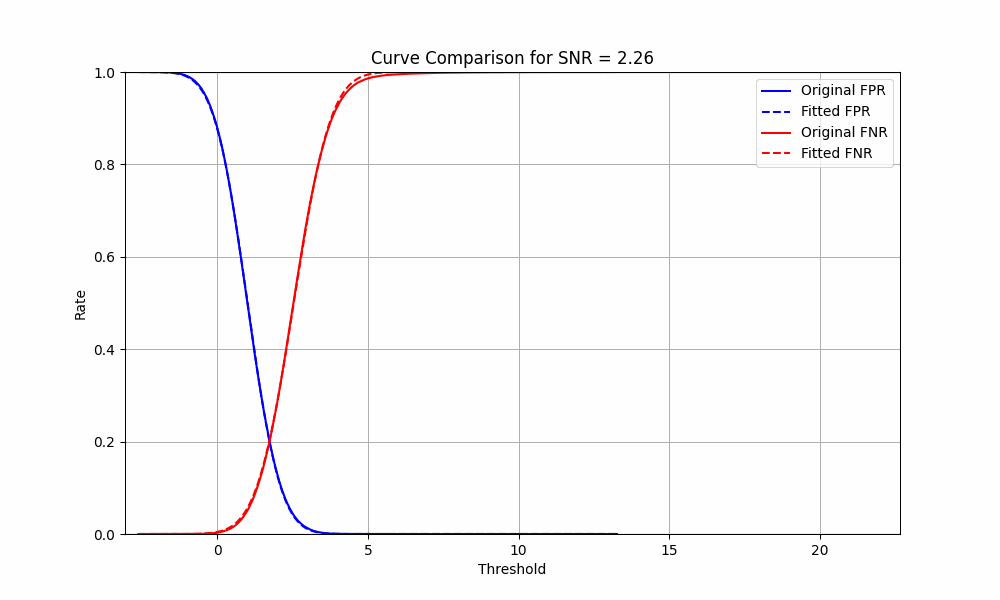 Curve Comparison for SNR = 2.26
Original FPR
Fitted FPR
Original FNR
Fitted FNR
Rate
1.0
0.8
0.6
0.4
0.2
0.0
0 5 10 15 20
Threshold